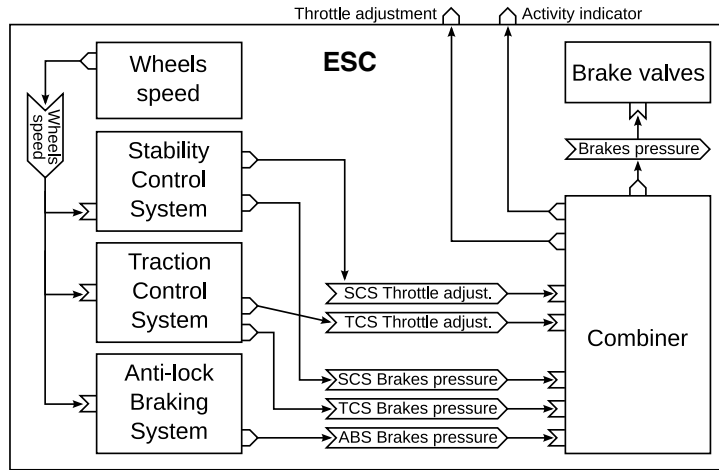 Throttle adjustment
Activity indicator
ESC
Wheels
speed
Brake valves
Wheels
speed
Stability
Control
System
Brakes pressure
Traction
Control
System
SCS Throttle adjust.
TCS Throttle adjust.
Combiner
Anti-lock
Braking
System
SCS Brakes pressure
TCS Brakes pressure
ABS Brakes pressure